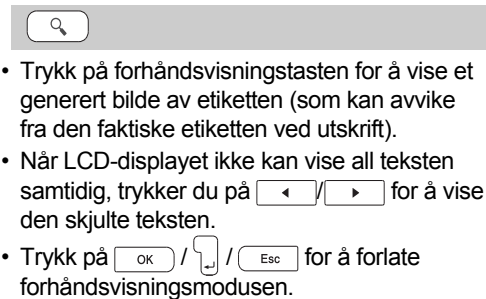 • Trykk på forhåndsvisningstasten for å vise et
generert bilde av etiketten (som kan avvike
fra den faktiske etiketten ved utskrift).
• Når LCD-displayet ikke kan vise all teksten
samtidig, trykker du på ◂ / ▸ for å vise
den skjulte teksten.
• Trykk på OK / ↵ / Esc for å forlate
forhåndsvisningsmodusen.